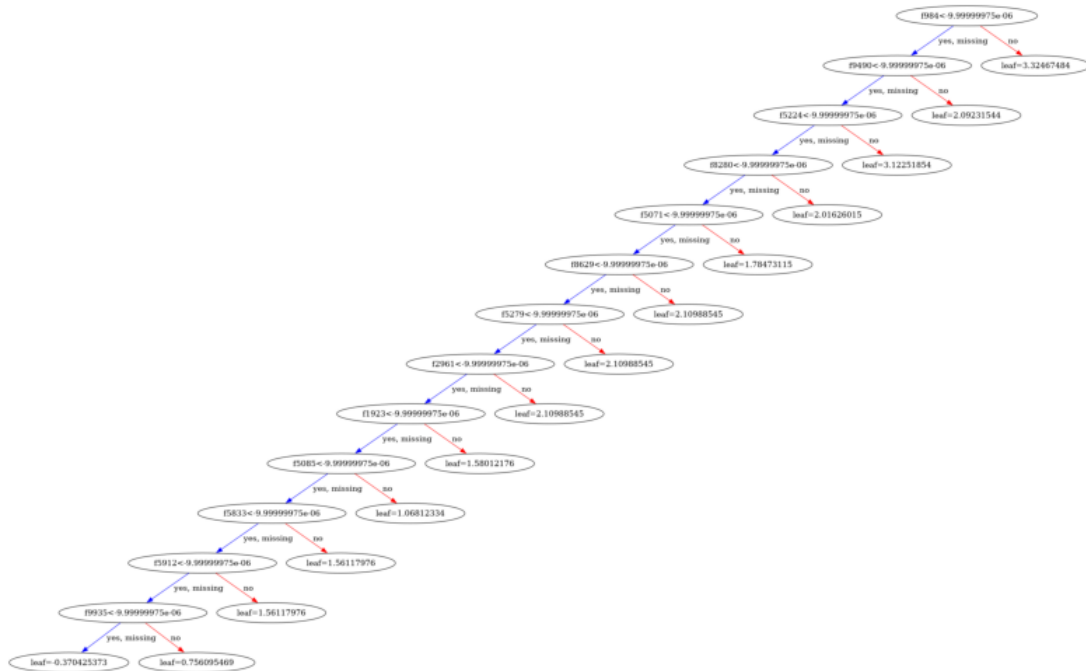 f984<-9.99999975e-06
yes, missing
no
f9490<-9.99999975e-06
leaf=3.32467484
yes, missing
no
f5224<-9.99999975e-06
leaf=2.09231544
yes, missing
no
f8280<-9.99999975e-06
leaf=3.12251854
yes, missing
no
f5071<-9.99999975e-06
leaf=2.01626015
yes, missing
no
f8629<-9.99999975e-06
leaf=1.78473115
yes, missing
no
f5279<-9.99999975e-06
leaf=2.10988545
yes, missing
no
f2961<-9.99999975e-06
leaf=2.10988545
yes, missing
no
f1923<-9.99999975e-06
leaf=2.10988545
yes, missing
no
f5085<-9.99999975e-06
leaf=1.58012176
yes, missing
no
f5833<-9.99999975e-06
leaf=1.06812334
yes, missing
no
f5912<-9.99999975e-06
leaf=1.56117976
yes, missing
no
f9935<-9.99999975e-06
leaf=1.56117976
yes, missing
no
leaf=-0.370425373
leaf=0.756095469